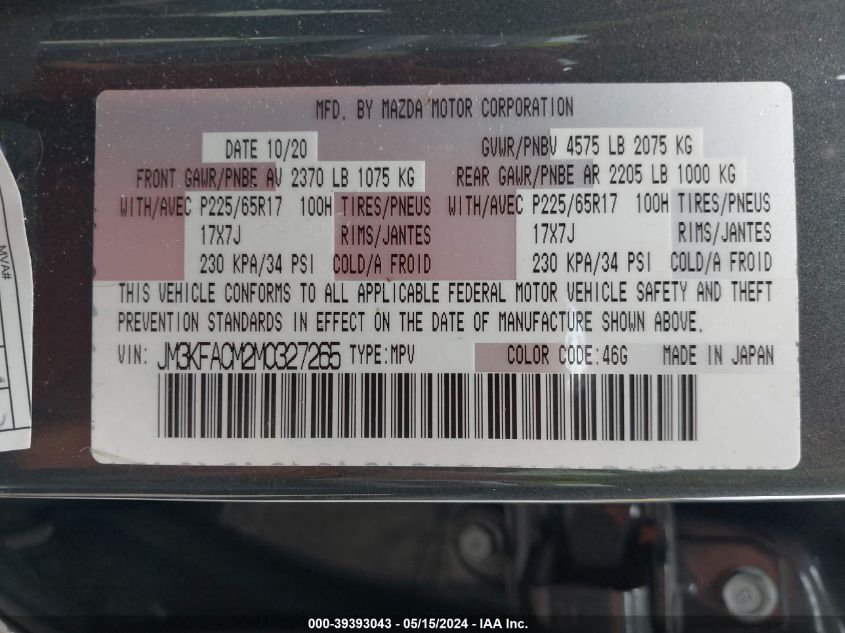 MFD. BY MAZDA MOTOR CORPORATION
DATE 10/20 GVWR/PNBV 4575 LB 2075 KG
FRONT GAWR/PNBE AV 2370 LB 1075 KG REAR GAWR/PNBE AR 2205 LB 1000 KG
WITH/AVEC P225/65R17 100H TIRES/PNEUS WITH/AVEC P225/65R17 100H TIRES/PNEUS
17X7J RIMS/JANTES 17X7J RIMS/JANTES
230 KPA/34 PSI COLD/A FROID 230 KPA/34 PSI COLD/A FROID
THIS VEHICLE CONFORMS TO ALL APPLICABLE FEDERAL MOTOR VEHICLE SAFETY AND THEFT
PREVENTION STANDARDS IN EFFECT ON THE DATE OF MANUFACTURE SHOWN ABOVE.
VIN: JM3KFACM2M0327265 TYPE:MPV COLOR CODE:46G MADE IN JAPAN
MVA#
000-39393043 - 05/15/2024 - IAA Inc.